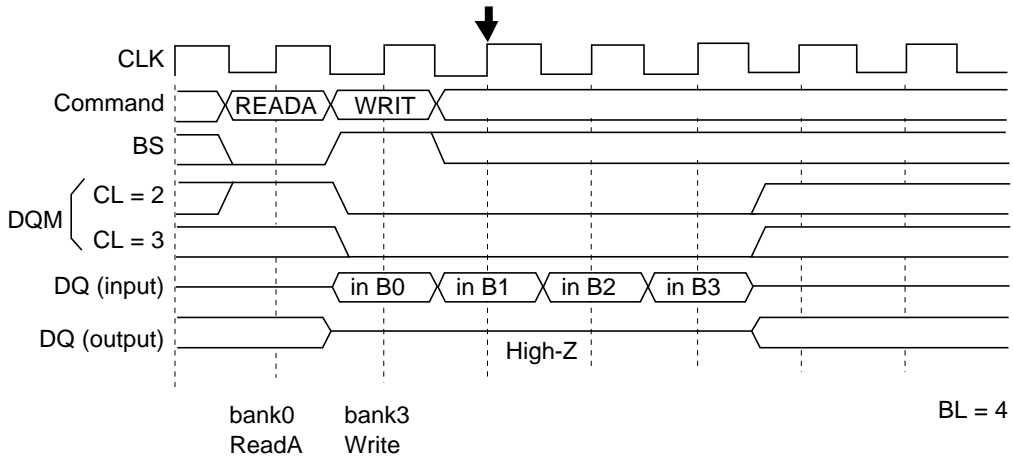 CLK
Command
READA
WRIT
BS
DQM
CL = 2
CL = 3
DQ (input)
in B0
in B1
in B2
in B3
DQ (output)
High-Z
bank0
ReadA
bank3
Write
BL = 4